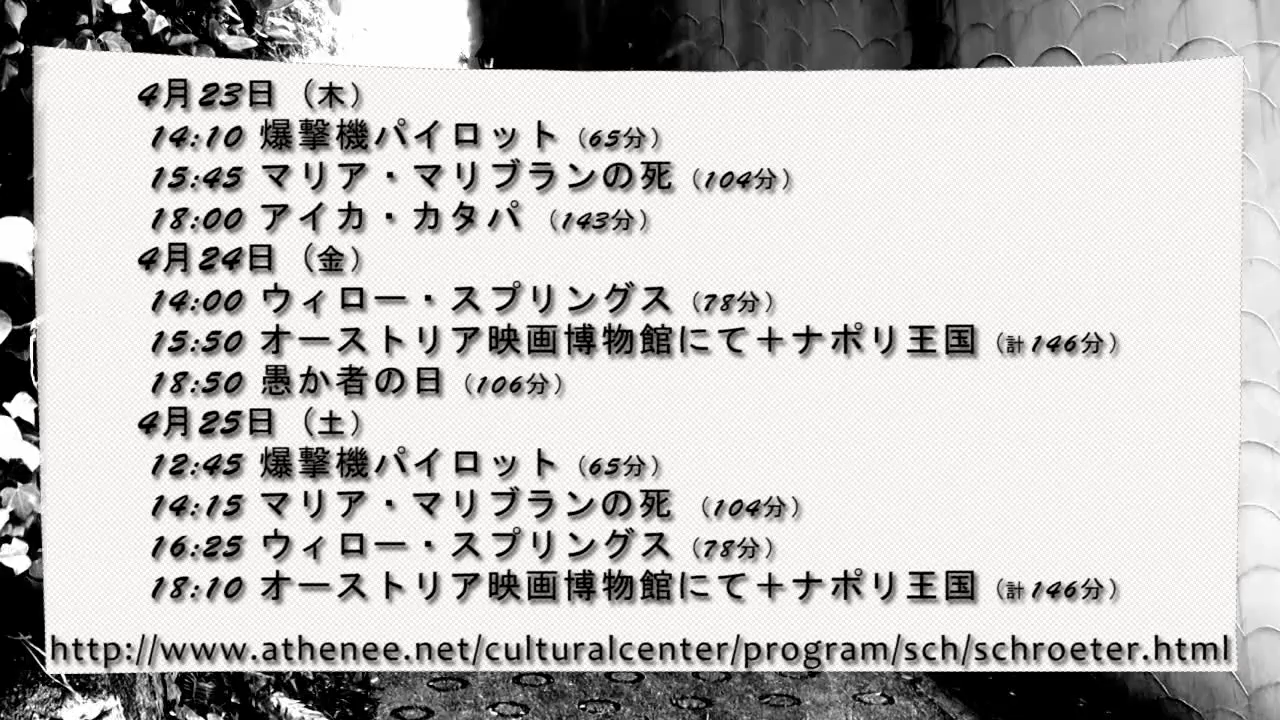 4月23日（木）
14:10 爆撃機パイロット（65分）
15:45 マリア・マリブランの死（104分）
18:00 アイカ・カタパ（143分）
4月24日（金）
14:00 ウィロー・スプリングス（78分）
15:50 オーストリア映画博物館にて＋ナポリ王国（計146分）
18:50 愚か者の日（106分）
4月25日（土）
12:45 爆撃機パイロット（65分）
14:15 マリア・マリブランの死（104分）
16:25 ウィロー・スプリングス（78分）
18:10 オーストリア映画博物館にて＋ナポリ王国（計146分）
http://www.athenee.net/culturalcenter/program/sch/schroeter.html